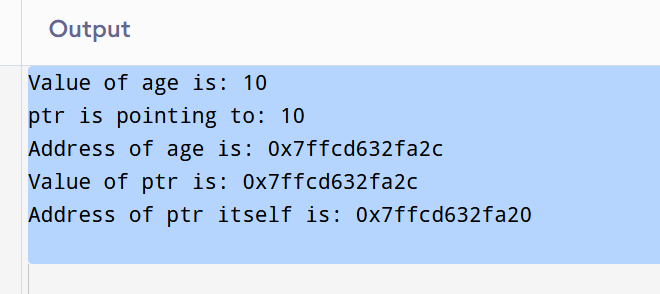 Output
Value of age is: 10
ptr is pointing to: 10
Address of age is: 0x7ffcd632fa2c
Value of ptr is: 0x7ffcd632fa2c
Address of ptr itself is: 0x7ffcd632fa20